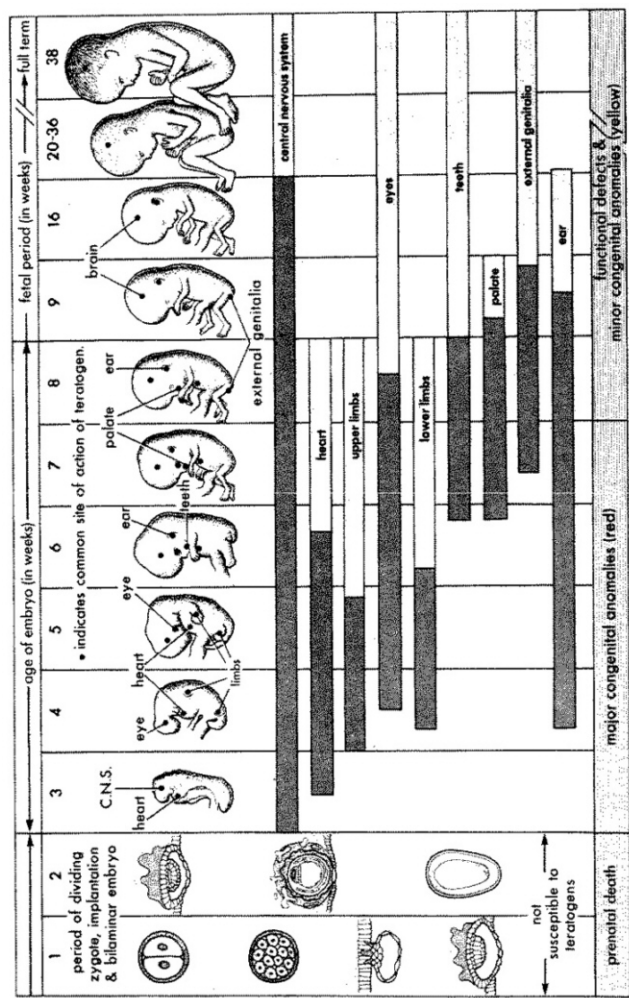 age of embryo (in weeks)
fetal period (in weeks)
full term
1
2
3
4
5
6
7
8
9
16
20-36
38
period of dividing
zygote, implantation
& bilaminar embryo
• indicates common site of action of teratogen.
C.N.S.
heart
eye
heart
limbs
eye
ear
teeth
palate
ear
brain
external genitalia
central nervous system
heart
upper limbs
eyes
lower limbs
teeth
palate
external genitalia
ear
not
susceptible to
teratogens
prenatal death
major congenital anomalies (red)
functional defects &
minor congenital anomalies (yellow)